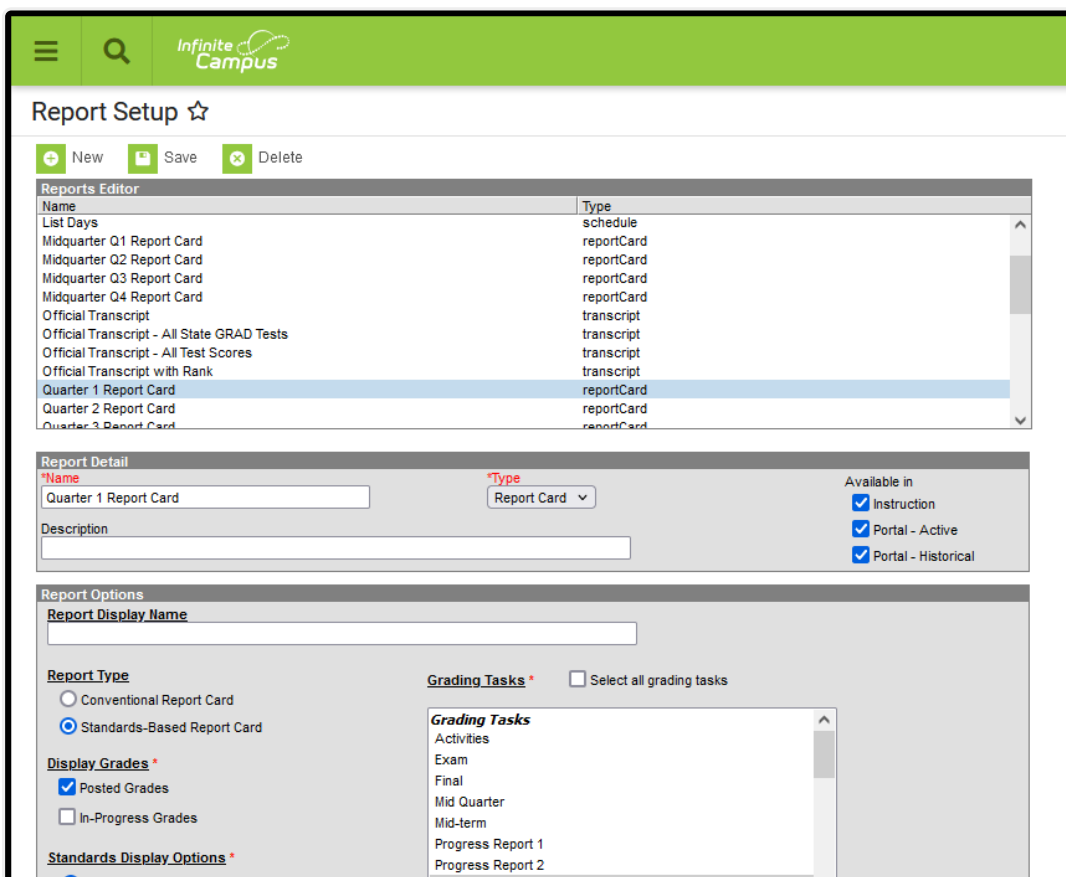 Infinite
Campus
Report Setup
New Save Delete
Reports Editor
Name Type
List Days schedule
Midquarter Q1 Report Card reportCard
Midquarter Q2 Report Card reportCard
Midquarter Q3 Report Card reportCard
Midquarter Q4 Report Card reportCard
Official Transcript transcript
Official Transcript - All State GRAD Tests transcript
Official Transcript - All Test Scores transcript
Official Transcript with Rank transcript
Quarter 1 Report Card reportCard
Quarter 2 Report Card reportCard
Quarter 3 Report Card reportCard
Report Detail
*Name *Type Available in
Quarter 1 Report Card Report Card Instruction
Description Portal - Active
Portal - Historical
Report Options
Report Display Name
Report Type Grading Tasks * Select all grading tasks
Conventional Report Card
Standards-Based Report Card
Display Grades *
Posted Grades
In-Progress Grades
Standards Display Options *
Grading Tasks
Activities
Exam
Final
Mid Quarter
Mid-term
Progress Report 1
Progress Report 2